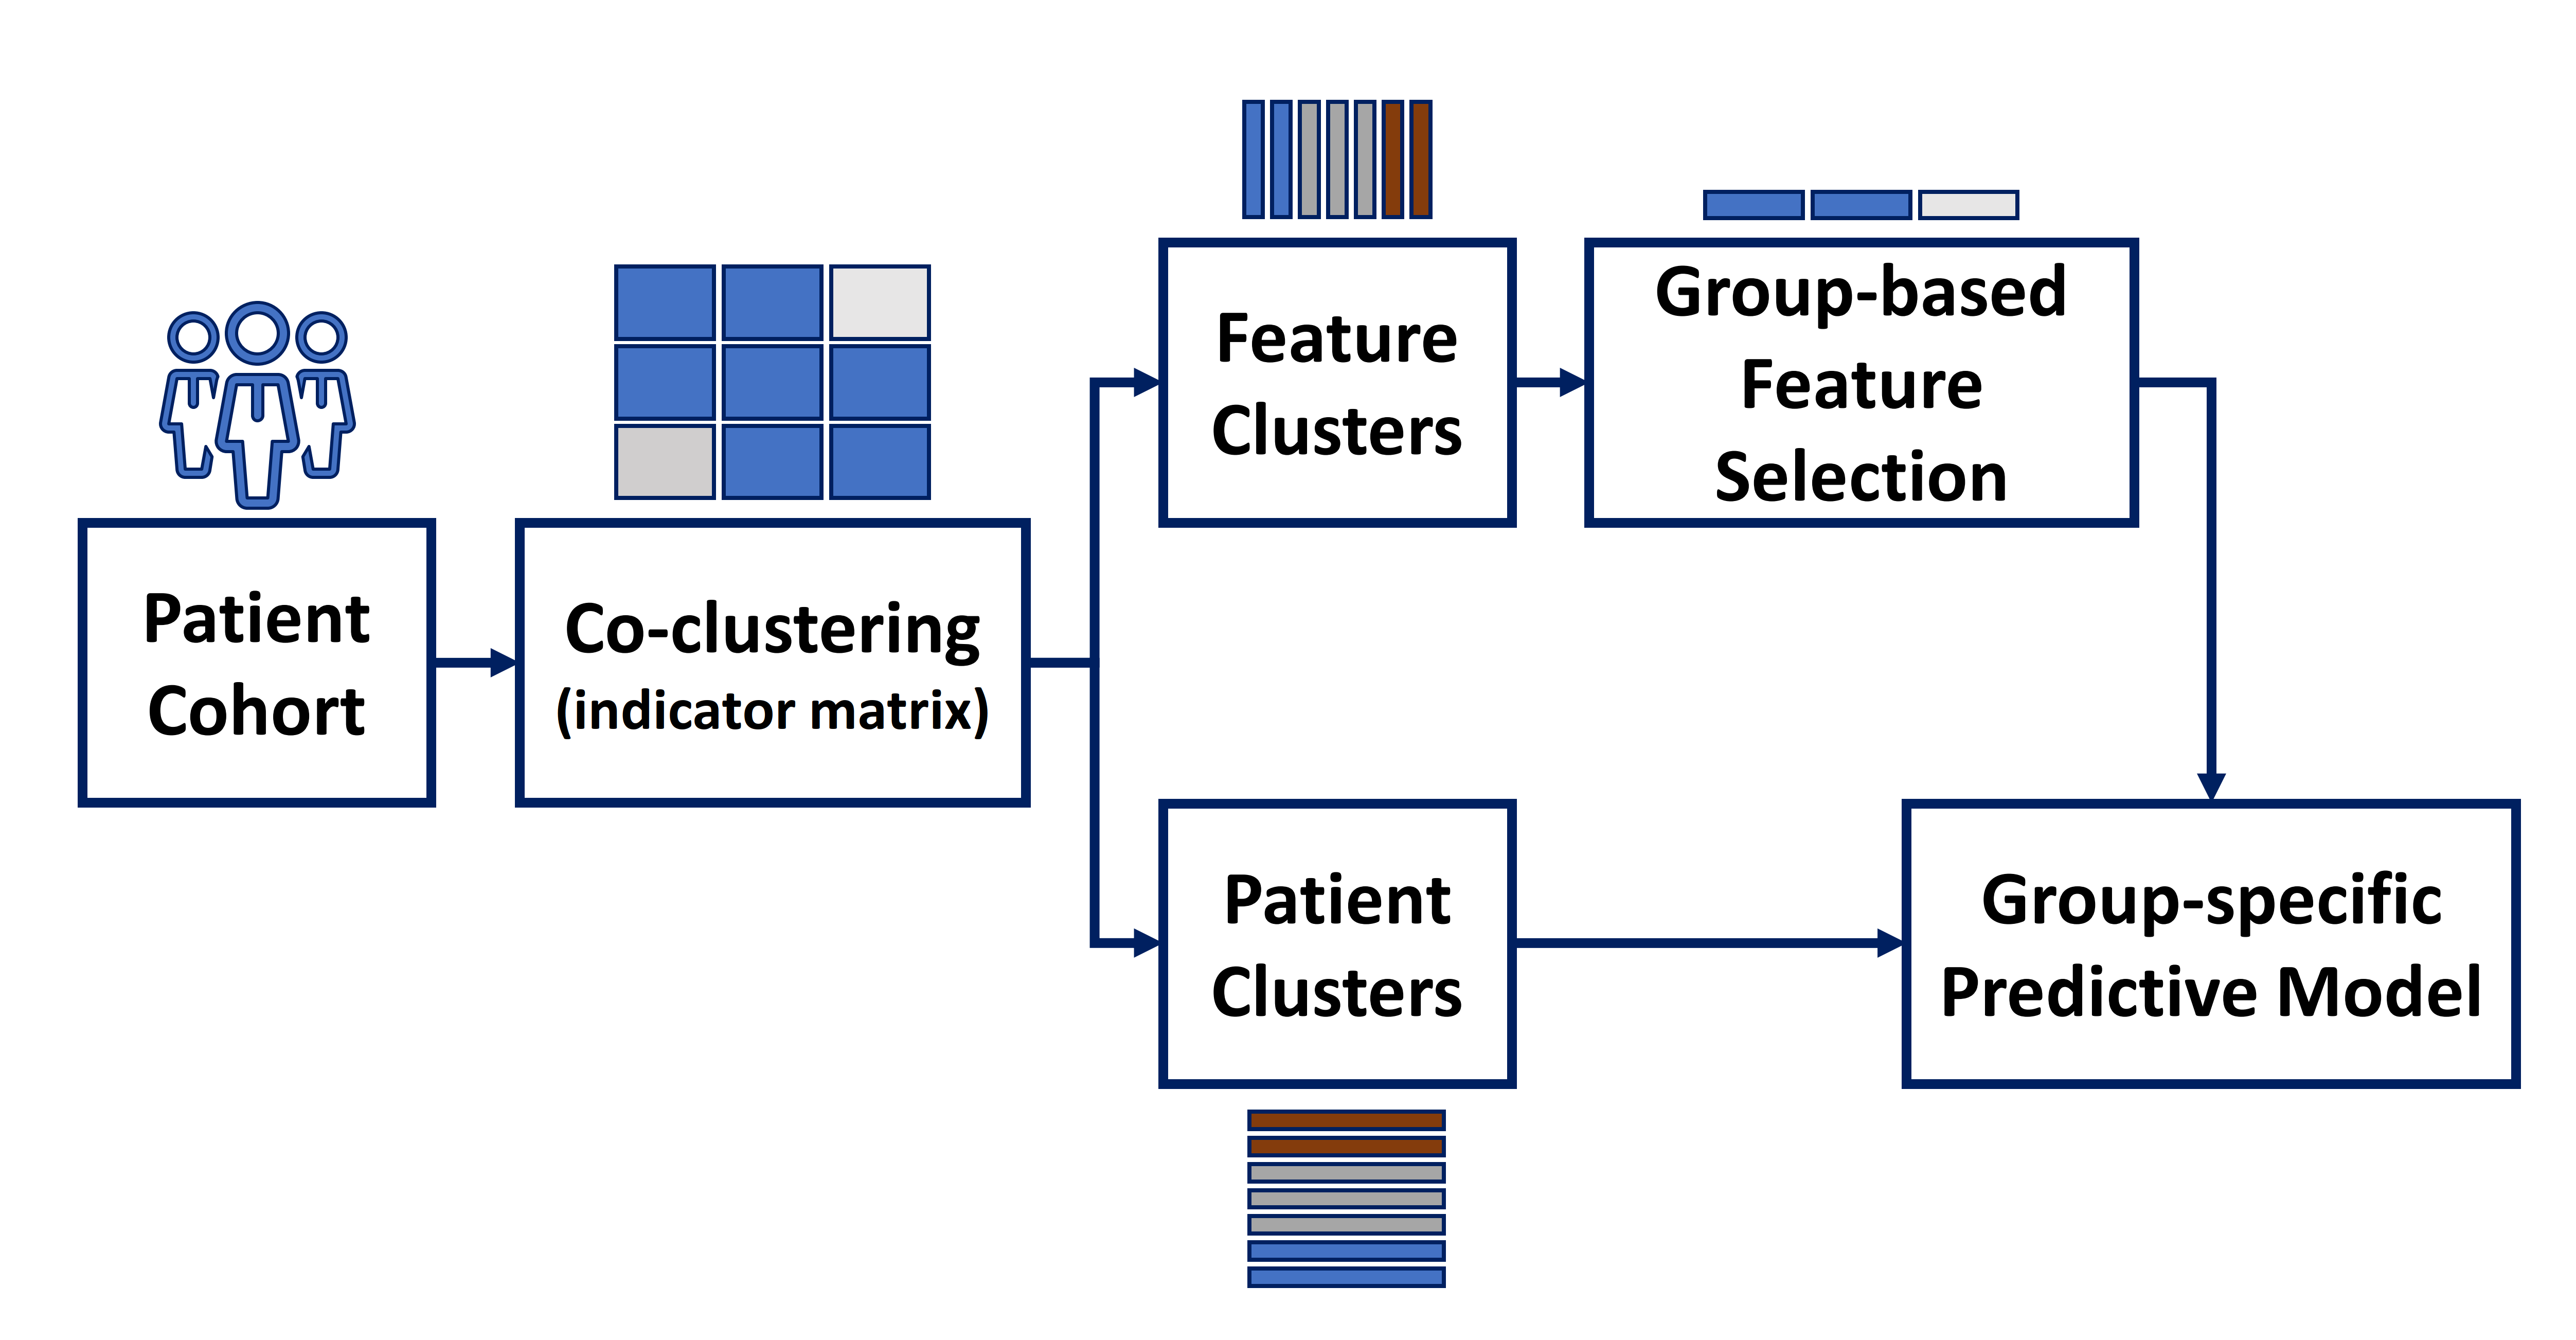 Patient
Cohort
Co-clustering
(indicator matrix)
Feature
Clusters
Group-based
Feature
Selection
Patient
Clusters
Group-specific
Predictive Model